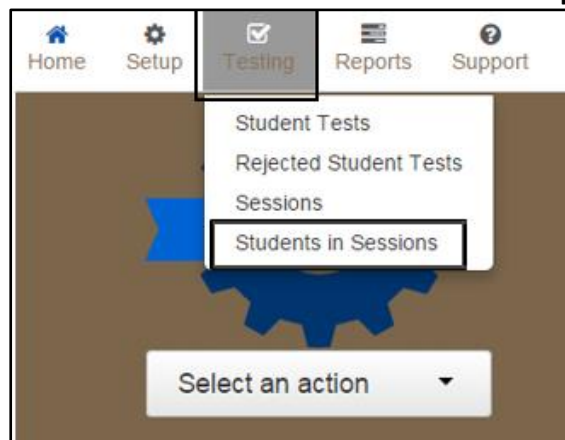 Home Setup Testing Reports Support
Student Tests
Rejected Student Tests
Sessions
Students in Sessions
Select an action